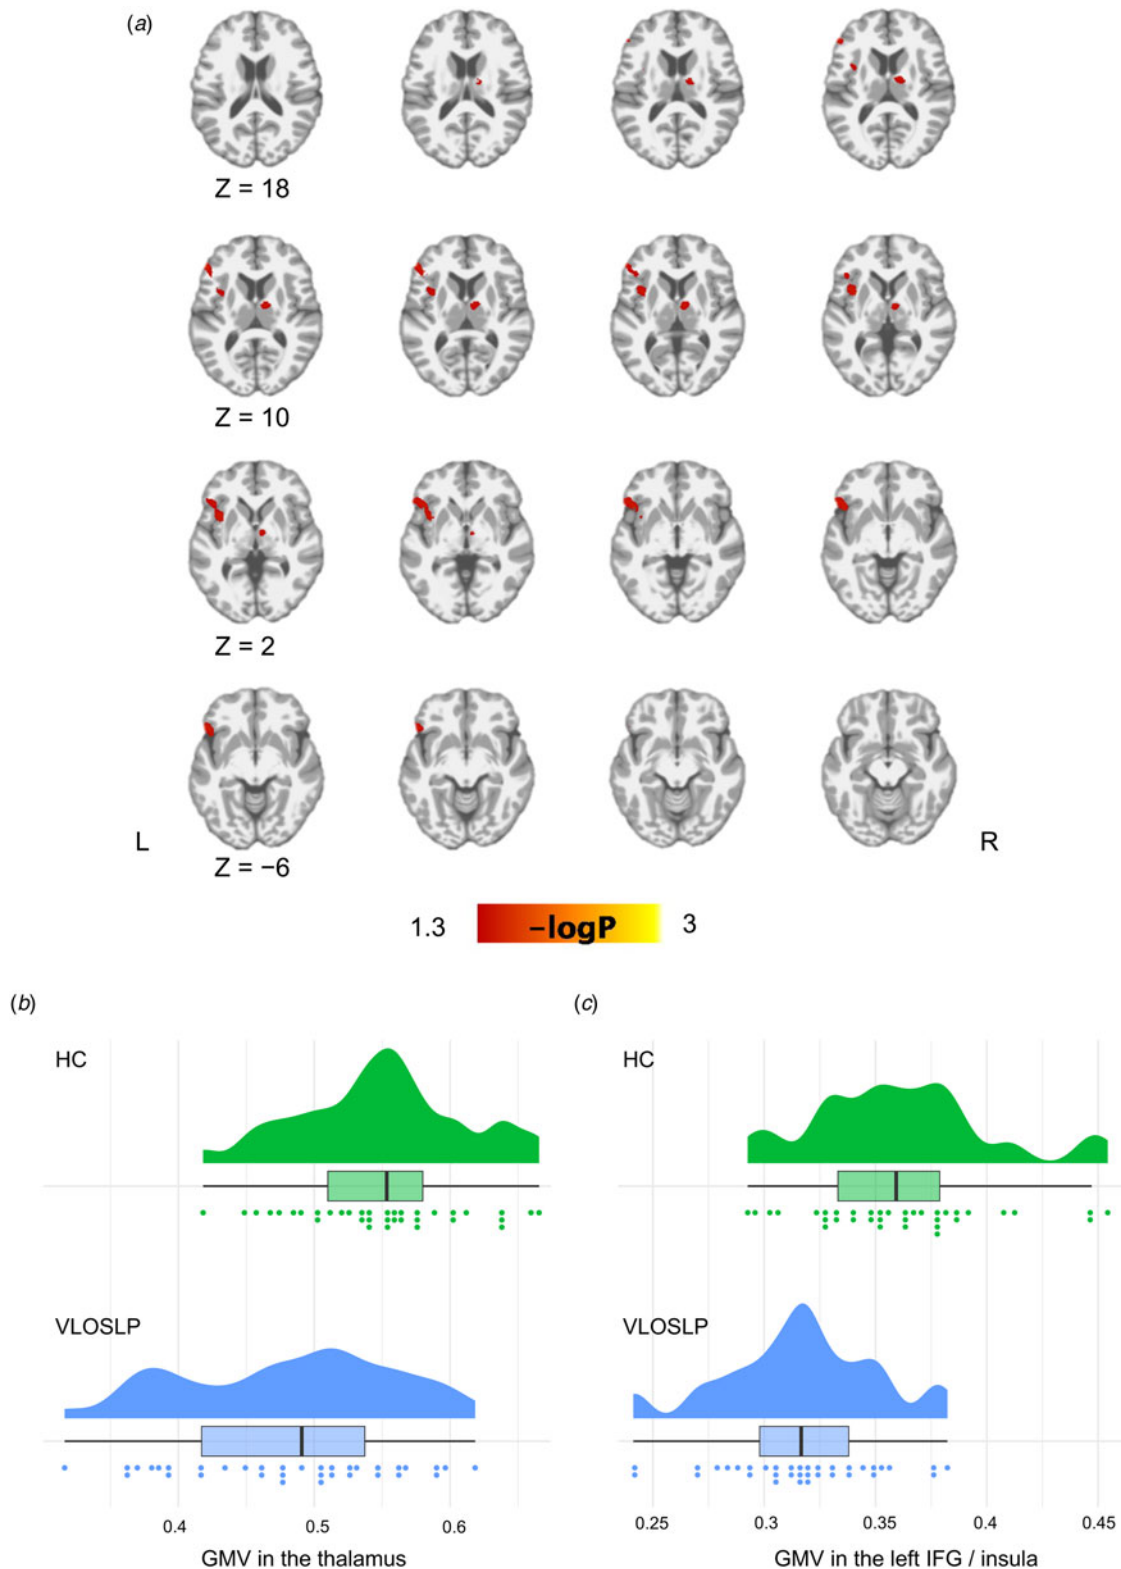 (a)
Z = 18
Z = 10
Z = 2
L
R
Z = −6
1.3
−logP
3
(b)
(c)
HC
HC
VLOSLP
VLOSLP
0.4
0.5
0.6
0.25
0.3
0.35
0.4
0.45
GMV in the thalamus
GMV in the left IFG / insula